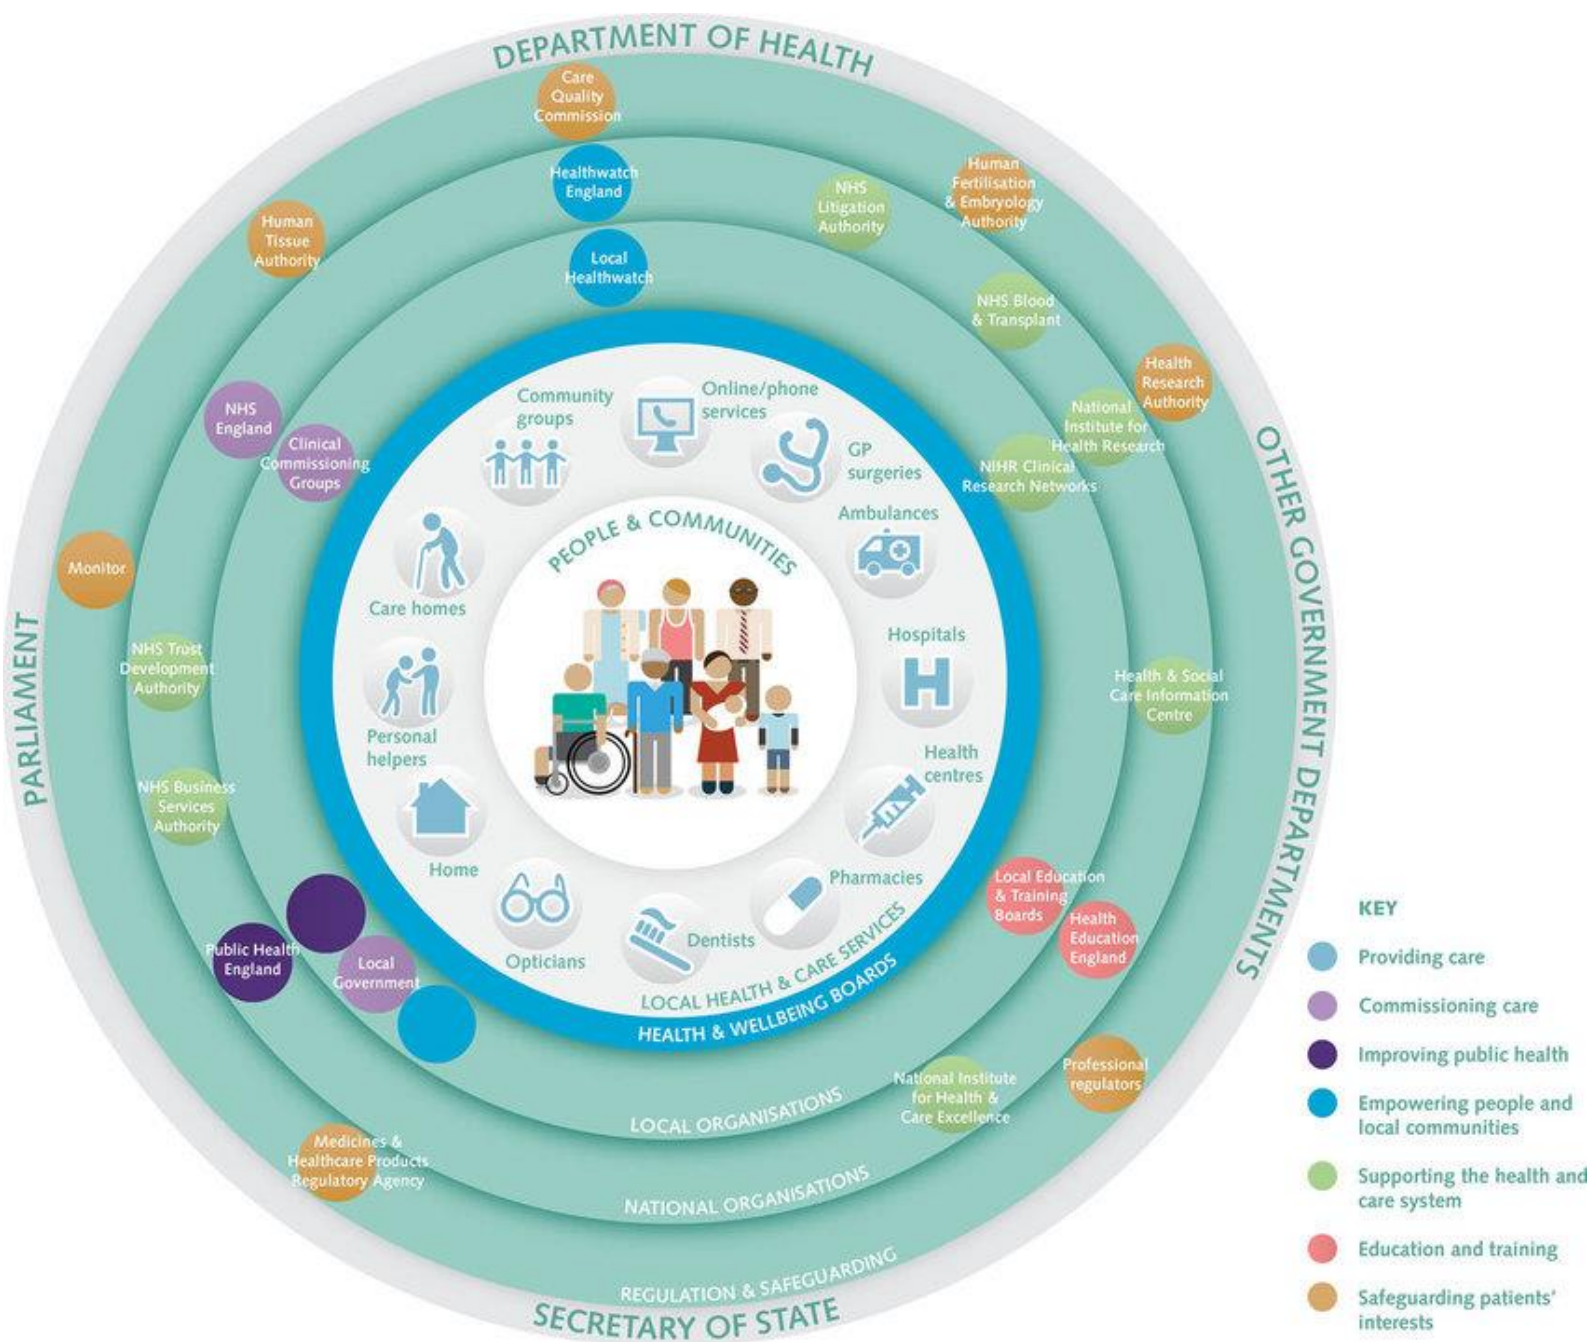 DEPARTMENT OF HEALTH
Care
Quality
Commission
Healthwatch
England
Local
Healthwatch
Human
Tissue
Authority
NHS
Litigation
Authority
Human
Fertilisation
& Embryology
Authority
NHS Blood
& Transplant
Health
Research
Authority
National
Institute for
Health Research
NIHR Clinical
Research Networks
NHS
England
Clinical
Commissioning
Groups
Monitor
NHS Trust
Development
Authority
NHS Business
Services
Authority
PARLIAMENT
OTHER GOVERNMENT DEPARTMENTS
Community
groups
Online/phone
services
GP
surgeries
Ambulances
Hospitals
Health
centres
Pharmacies
Dentists
Opticians
Home
Personal
helpers
Care homes
PEOPLE & COMMUNITIES
LOCAL HEALTH & CARE SERVICES
HEALTH & WELLBEING BOARDS
Health & Social
Care Information
Centre
Local Education
& Training
Boards
Health
Education
England
Public Health
England
Local
Government
National Institute
for Health &
Care Excellence
Professional
regulators
Medicines &
Healthcare Products
Regulatory Agency
LOCAL ORGANISATIONS
NATIONAL ORGANISATIONS
REGULATION & SAFEGUARDING
SECRETARY OF STATE
KEY
Providing care
Commissioning care
Improving public health
Empowering people and
local communities
Supporting the health and
care system
Education and training
Safeguarding patients'
interests